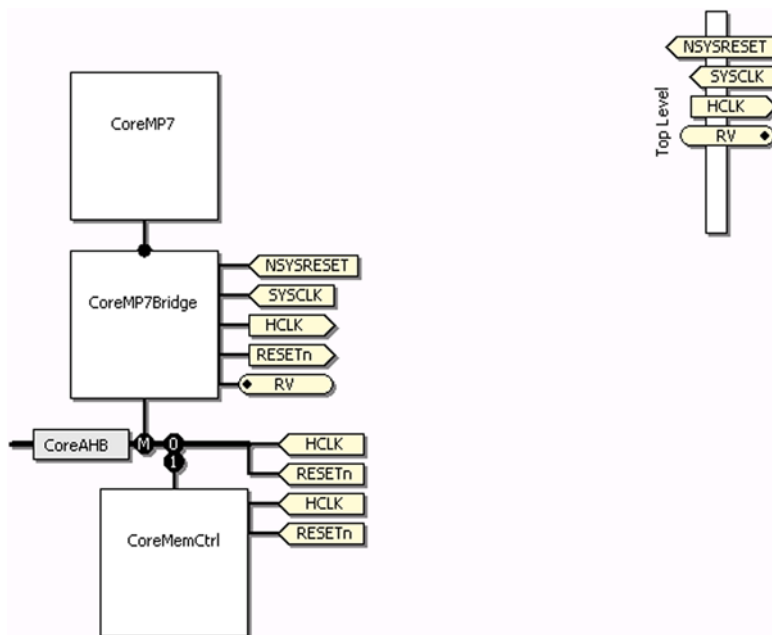 NSYSRESET
SYSCLK
HCLK
RV
Top Level
CoreMP7
CoreMP7Bridge
NSYSRESET
SYSCLK
HCLK
RESETn
RV
CoreAHB
M
0
1
HCLK
RESETn
HCLK
RESETn
CoreMemCtrl